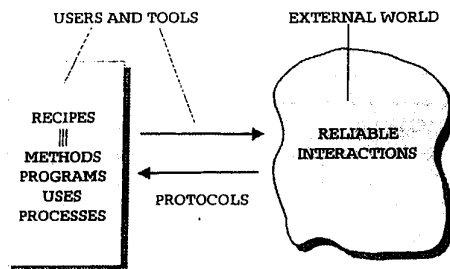 USERS AND TOOLS
EXTERNAL WORLD
RECIPES
|||
METHODS
PROGRAMS
USES
PROCESSES
RELIABLE
INTERACTIONS
PROTOCOLS